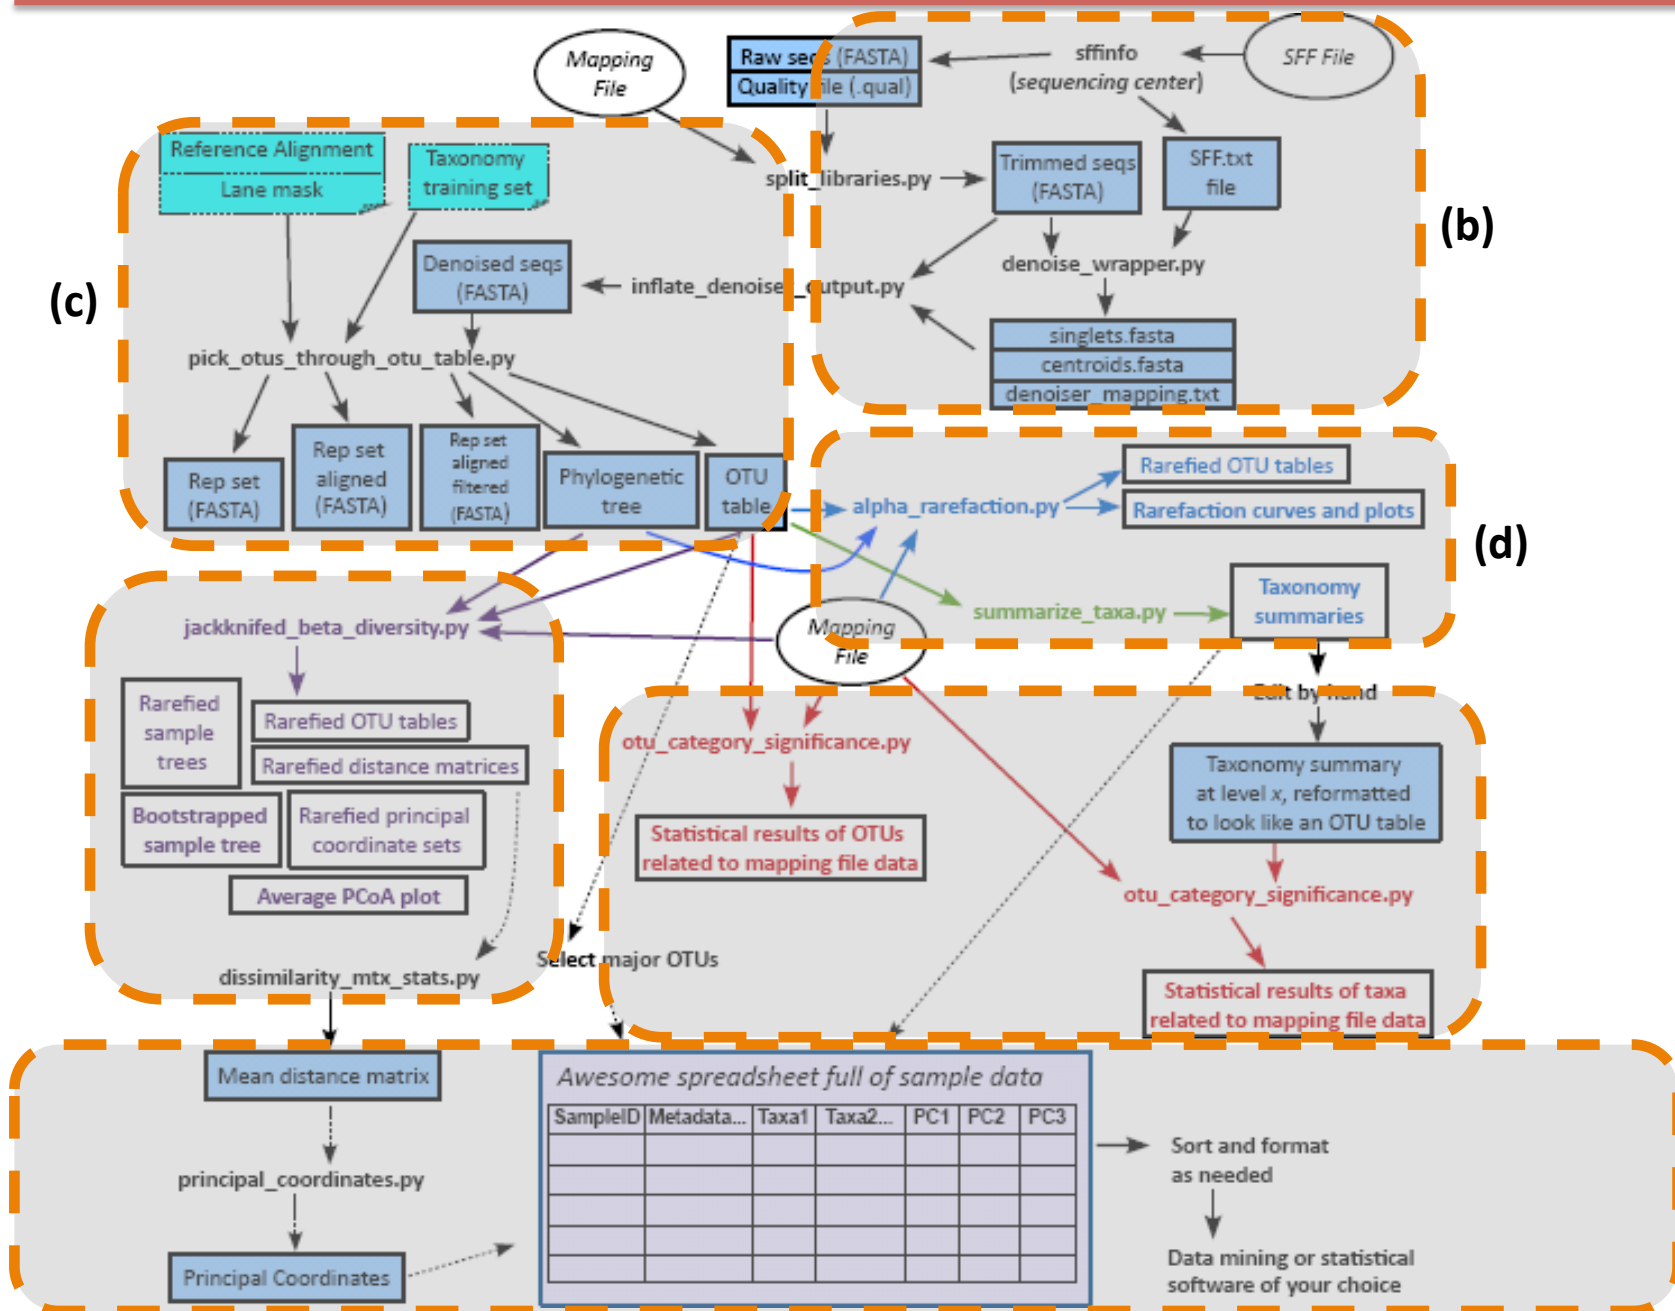 Mapping
File
Raw seqs (FASTA)
Quality file (.qual)
sffinfo
(sequencing center)
SFF File
Reference Alignment
Lane mask
Taxonomy
training set
split_libraries.py
Trimmed seqs
(FASTA)
SFF.txt
file
(b)
Denoised seqs
(FASTA)
inflate_denoiser_output.py
denoise_wrapper.py
(c)
singlets.fasta
centroids.fasta
denoiser_mapping.txt
pick_otus_through_otu_table.py
Rep set
(FASTA)
Rep set
aligned
(FASTA)
Rep set
aligned
filtered
(FASTA)
Phylogenetic
tree
OTU
table
alpha_rarefaction.py
Rarefied OTU tables
Rarefaction curves and plots
(d)
summarize_taxa.py
Taxonomy
summaries
jackknifed_beta_diversity.py
Mapping
File
Edit by hand
Rarefied
sample
trees
Rarefied OTU tables
Rarefied distance matrices
Bootstrapped
sample tree
Rarefied principal
coordinate sets
Average PCoA plot
otu_category_significance.py
Statistical results of OTUs
related to mapping file data
Taxonomy summary
at level x, reformatted
to look like an OTU table
otu_category_significance.py
Select major OTUs
dissimilarity_mtx_stats.py
Statistical results of taxa
related to mapping file data
Mean distance matrix
principal_coordinates.py
Principal Coordinates
Awesome spreadsheet full of sample data
SampleID Metadata... Taxa1 Taxa2... PC1 PC2 PC3
Sort and format
as needed
Data mining or statistical
software of your choice